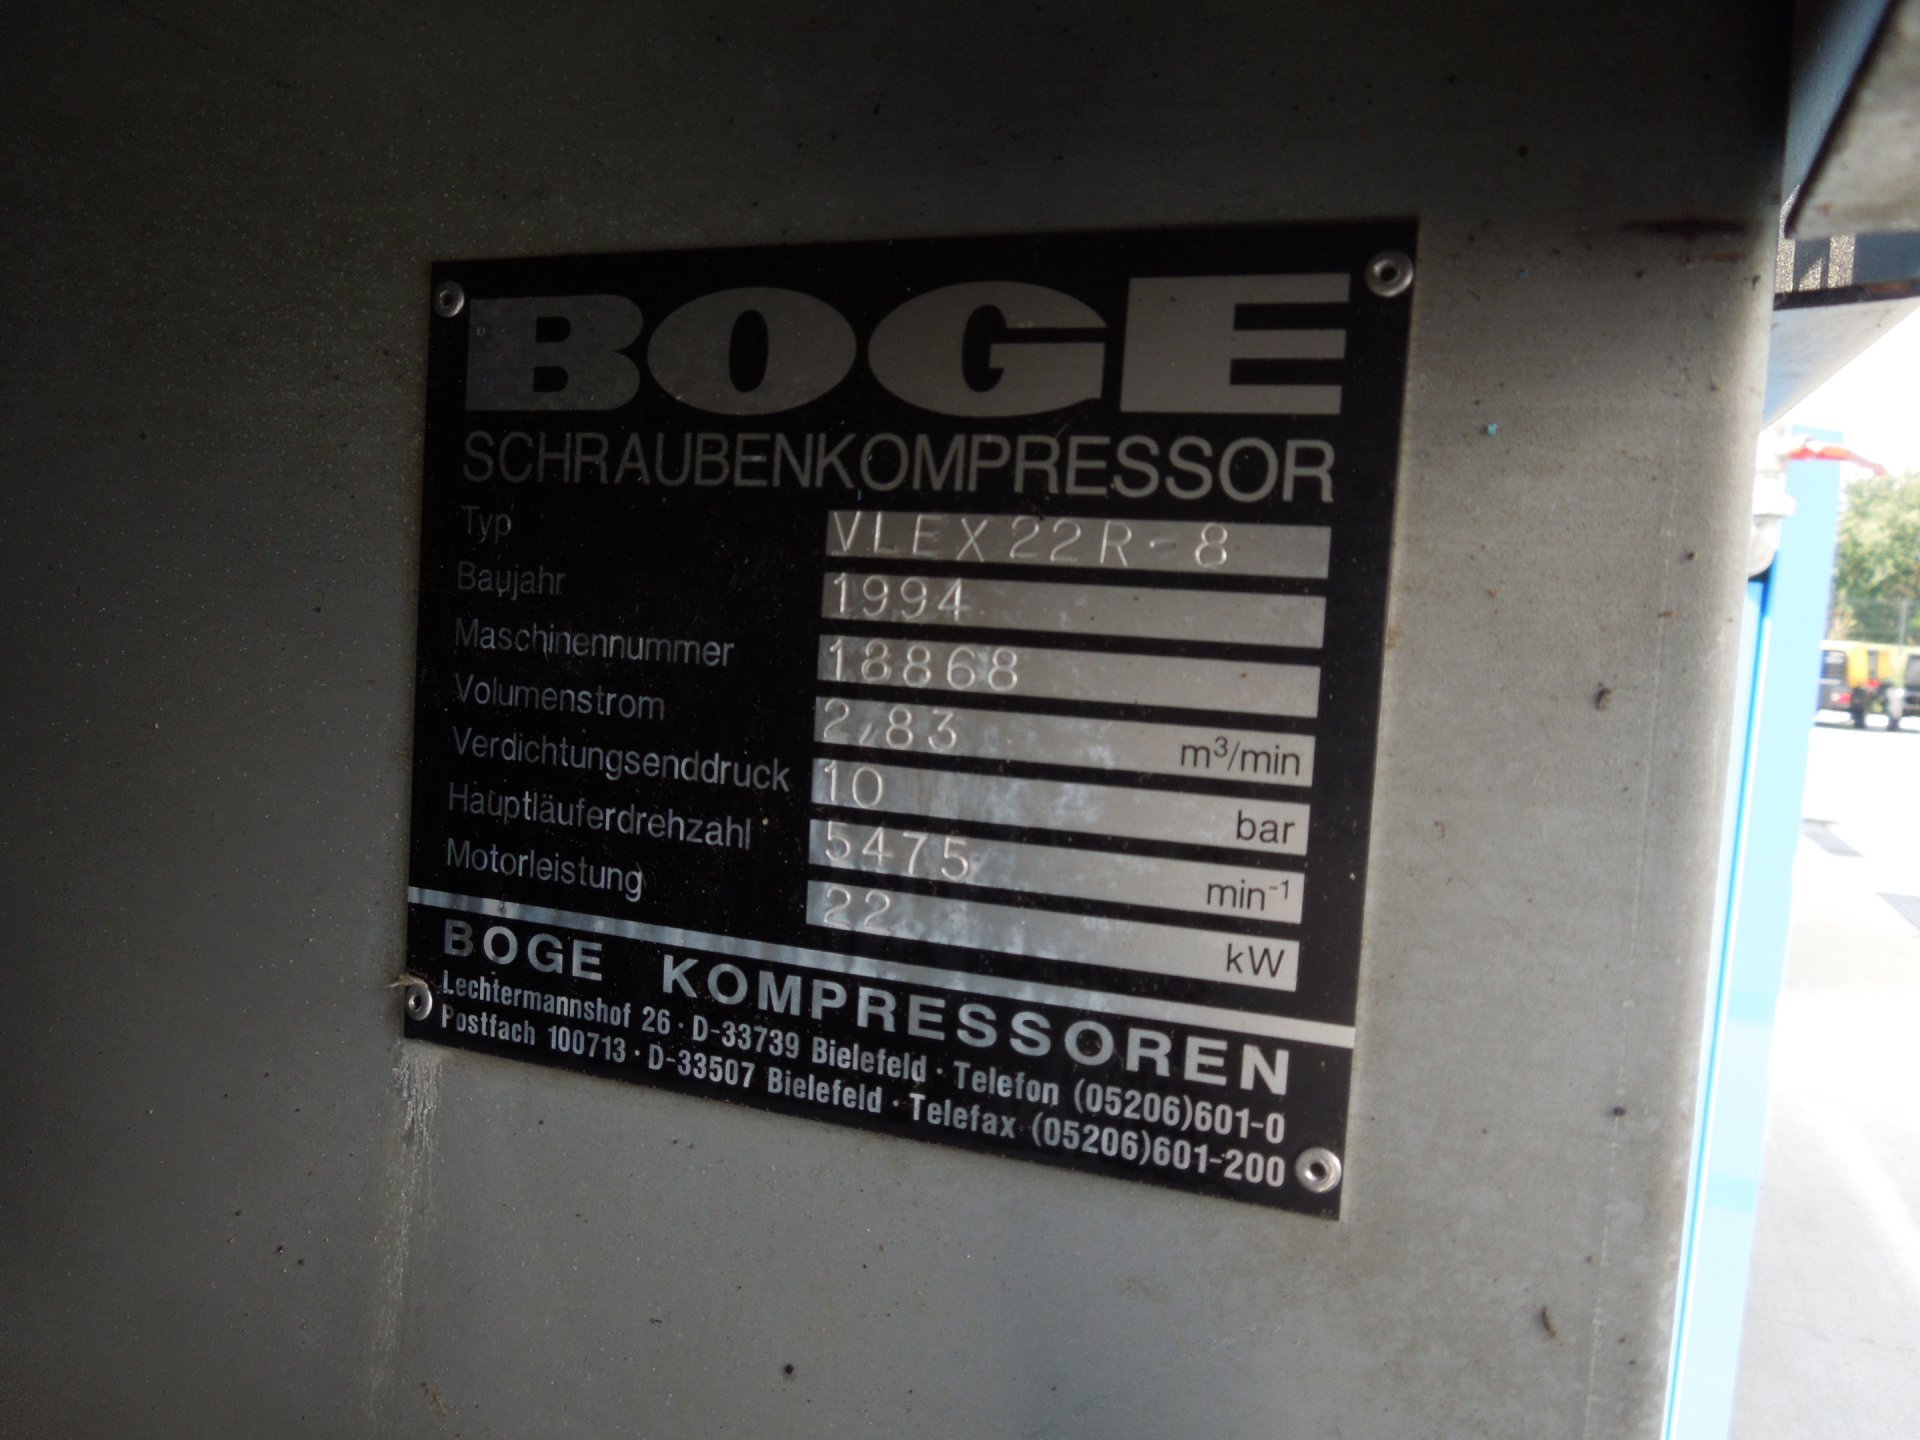 BOGE
SCHRAUBENKOMPRESSOR
Typ VLEX22R-8
Baujahr 1994
Maschinennummer 18868
Volumenstrom 2,83 m³/min
Verdichtungsenddruck 10 bar
Hauptläuferdrehzahl 5475 min⁻¹
Motorleistung 22 kW
BOGE KOMPRESSOREN
Lechtermannshof 26 · D-33739 Bielefeld · Telefon (05206)601-0
Postfach 100713 · D-33507 Bielefeld · Telefax (05206)601-200